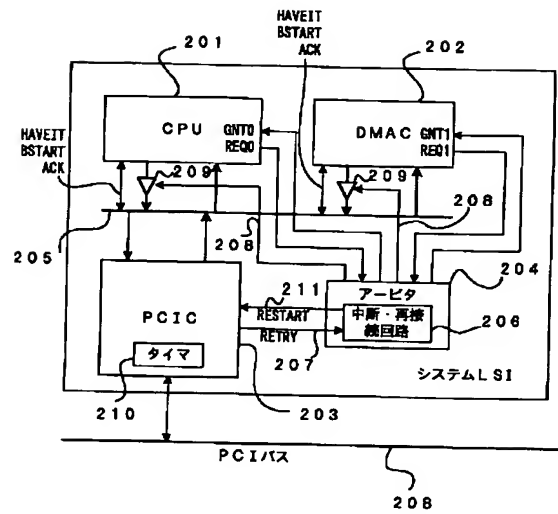 201
HAVEIT
BSTART
ACK
202
CPU
GNT0
REQ0
DMAC
GNT1
REQ1
HAVEIT
BSTART
ACK
209
209
208
205
208
204
211
アービタ
PCIC
RESTART
中断・再接
続回路
206
RETRY
207
タイマ
システムLSI
210
203
PCIバス
208